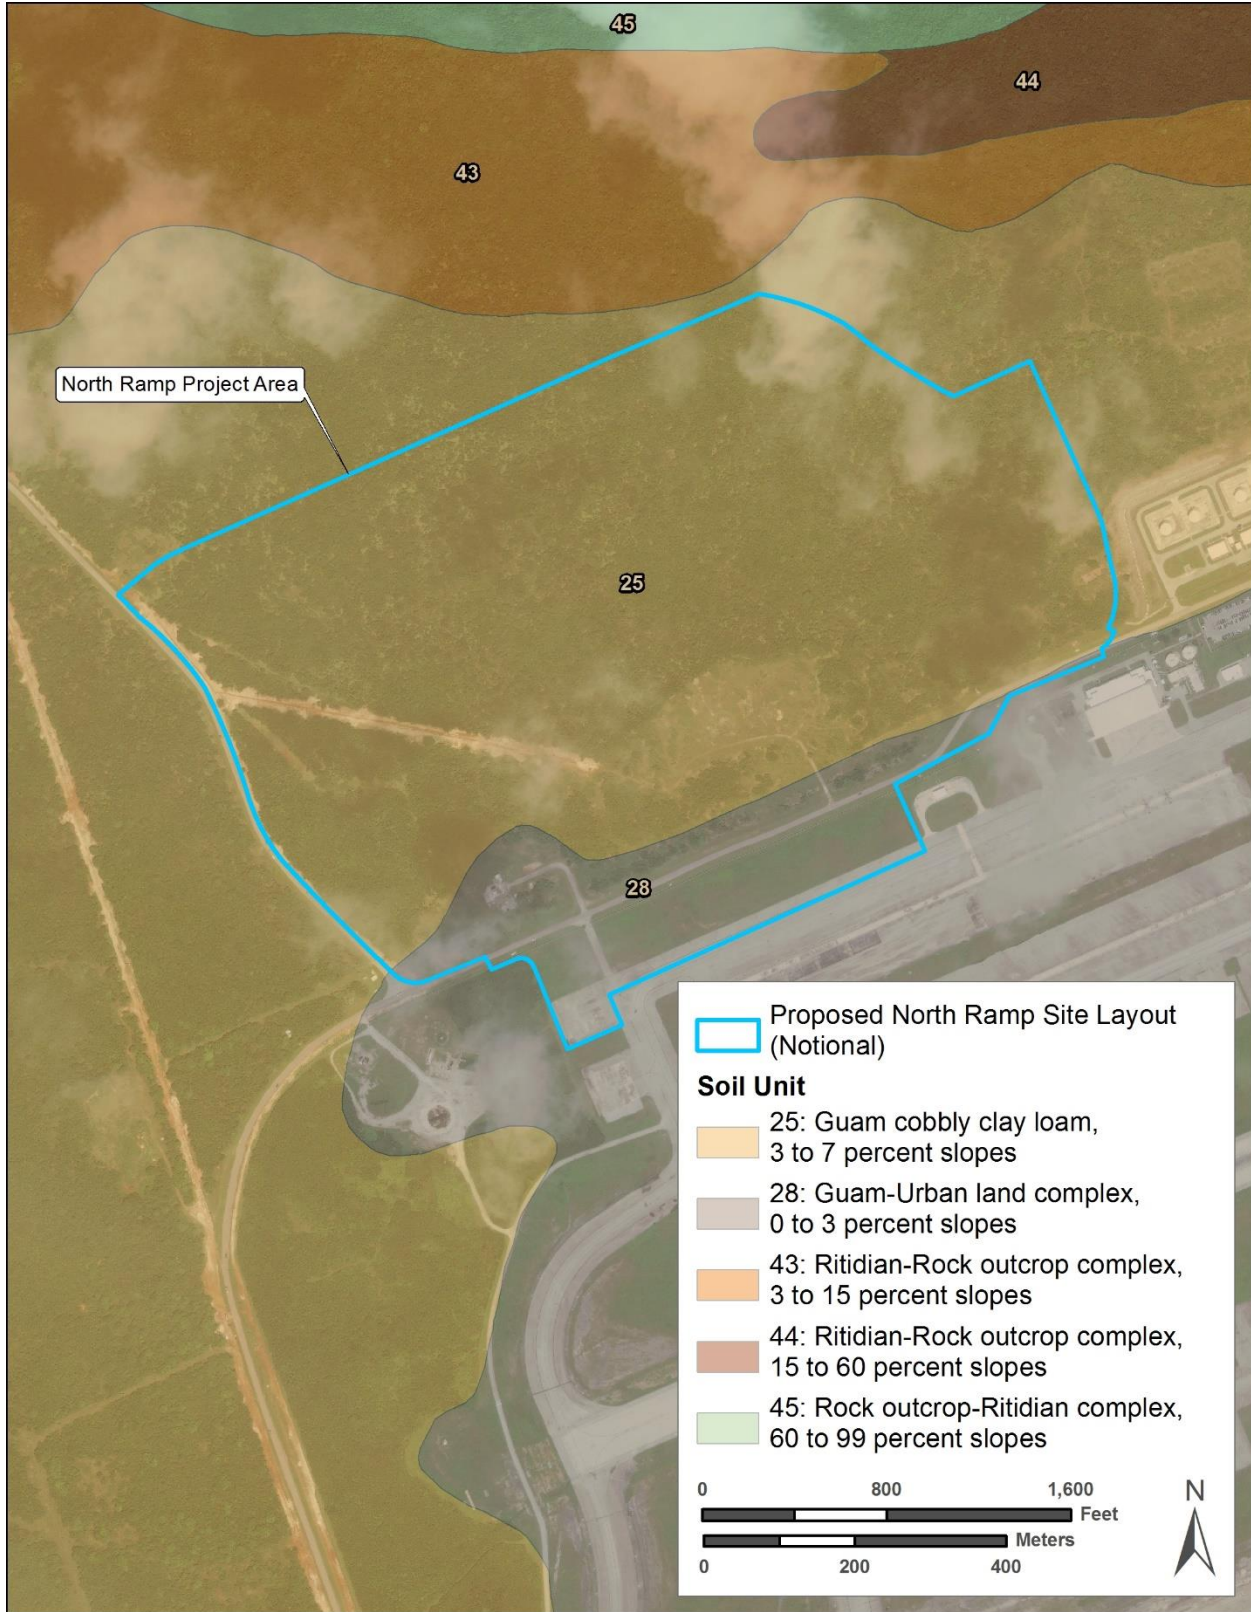 45
44
43
North Ramp Project Area
25
28
Proposed North Ramp Site Layout
(Notional)
Soil Unit
25: Guam cobbly clay loam,
3 to 7 percent slopes
28: Guam-Urban land complex,
0 to 3 percent slopes
43: Ritidian-Rock outcrop complex,
3 to 15 percent slopes
44: Ritidian-Rock outcrop complex,
15 to 60 percent slopes
45: Rock outcrop-Ritidian complex,
60 to 99 percent slopes
0 800 1,600
Feet
Meters
0 200 400
N